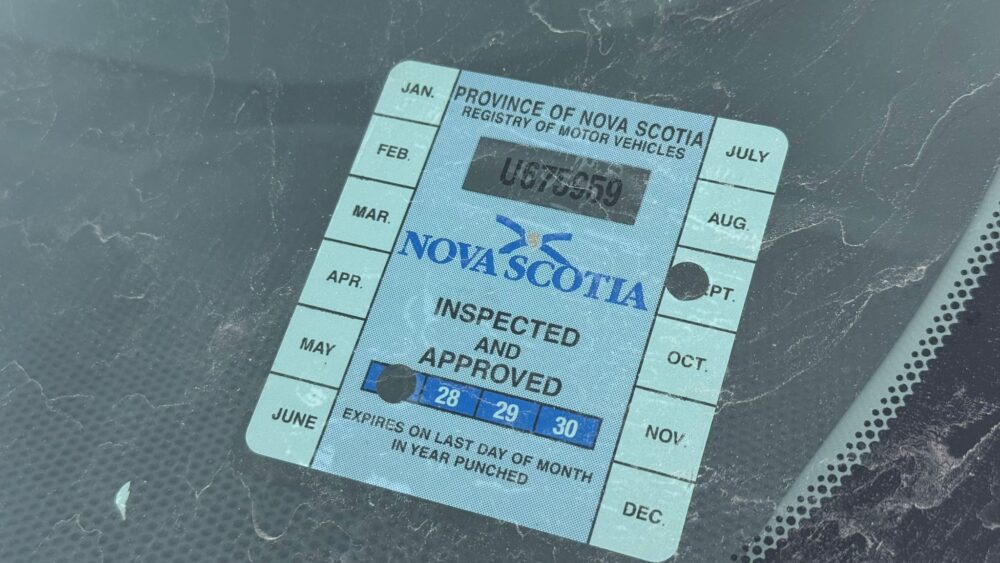 JAN.
FEB.
MAR.
APR.
MAY
JUNE
PROVINCE OF NOVA SCOTIA
REGISTRY OF MOTOR VEHICLES
U675959
NOVA SCOTIA
INSPECTED
AND
APPROVED
28 29 30
EXPIRES ON LAST DAY OF MONTH
IN YEAR PUNCHED
JULY
AUG.
PT.
OCT.
NOV.
DEC.